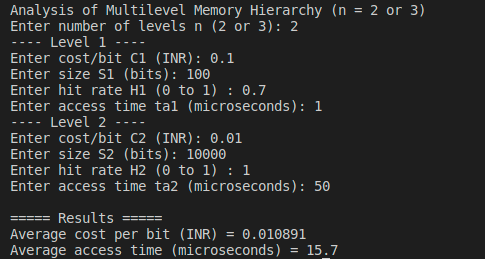 Analysis of Multilevel Memory Hierarchy (n = 2 or 3)
Enter number of levels n (2 or 3): 2
---- Level 1 ----
Enter cost/bit C1 (INR): 0.1
Enter size S1 (bits): 100
Enter hit rate H1 (0 to 1) : 0.7
Enter access time ta1 (microseconds): 1
---- Level 2 ----
Enter cost/bit C2 (INR): 0.01
Enter size S2 (bits): 10000
Enter hit rate H2 (0 to 1) : 1
Enter access time ta2 (microseconds): 50
===== Results =====
Average cost per bit (INR) = 0.010891
Average access time (microseconds) = 15.7